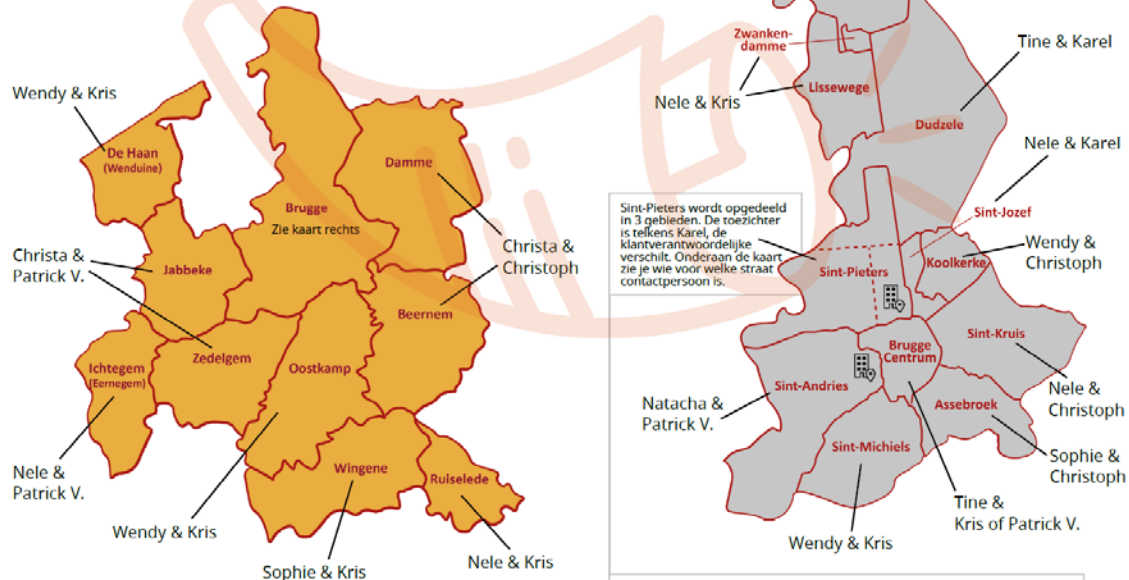 Wendy & Kris
De Haan
(Wenduine)
Damme
Brugge
Zie kaart rechts
Christa &
Patrick V.
Jabbeke
Christa &
Christoph
Beernem
Zedelgem
Ichtegem
(Eernegem)
Oostkamp
Nele &
Patrick V.
Wingene
Ruiselede
Wendy & Kris
Sophie & Kris
Nele & Kris
Zwanken-
damme
Tine & Karel
Lissewege
Nele & Kris
Dudzele
Nele & Karel
Sint-Pieters wordt opgedeeld
in 3 gebieden. De toezichter
is telkens Karel, de
klantverantwoordelijke
verschilt. Onderaan de kaart
zie je wie voor welke straat
contactpersoon is.
Sint-Jozef
Wendy &
Christoph
Koolkerke
Sint-Pieters
Sint-Kruis
Brugge
Centrum
Sint-Andries
Nele &
Christoph
Natacha &
Patrick V.
Assebroek
Sint-Michiels
Sophie &
Christoph
Tine &
Kris of Patrick V.
Wendy & Kris